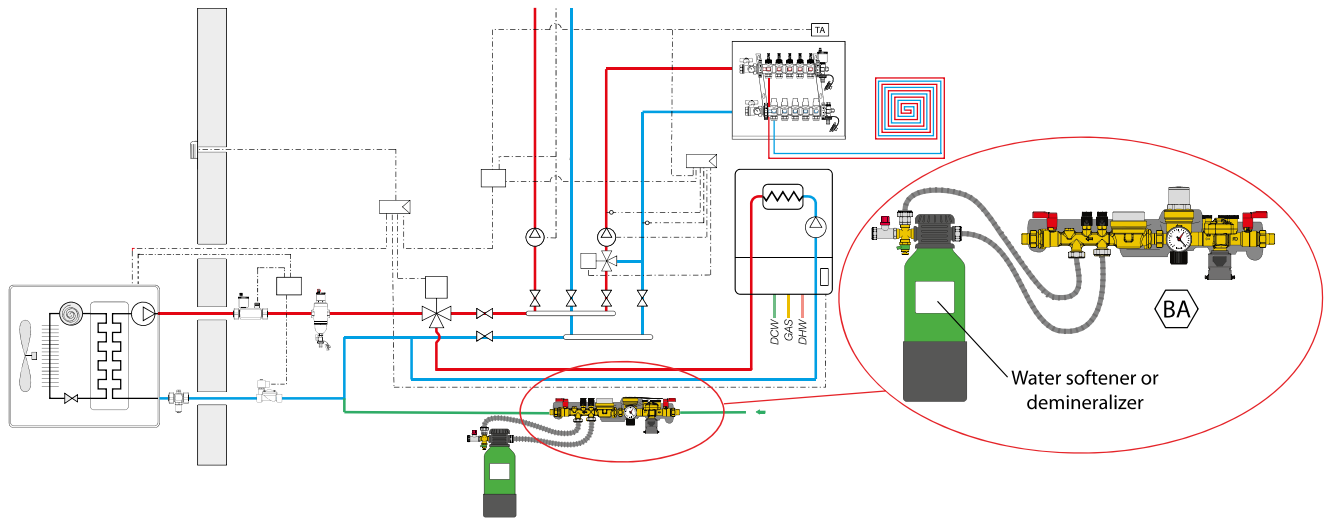 TA
DCW
GAS
DHW
BA
Water softener or
demineralizer